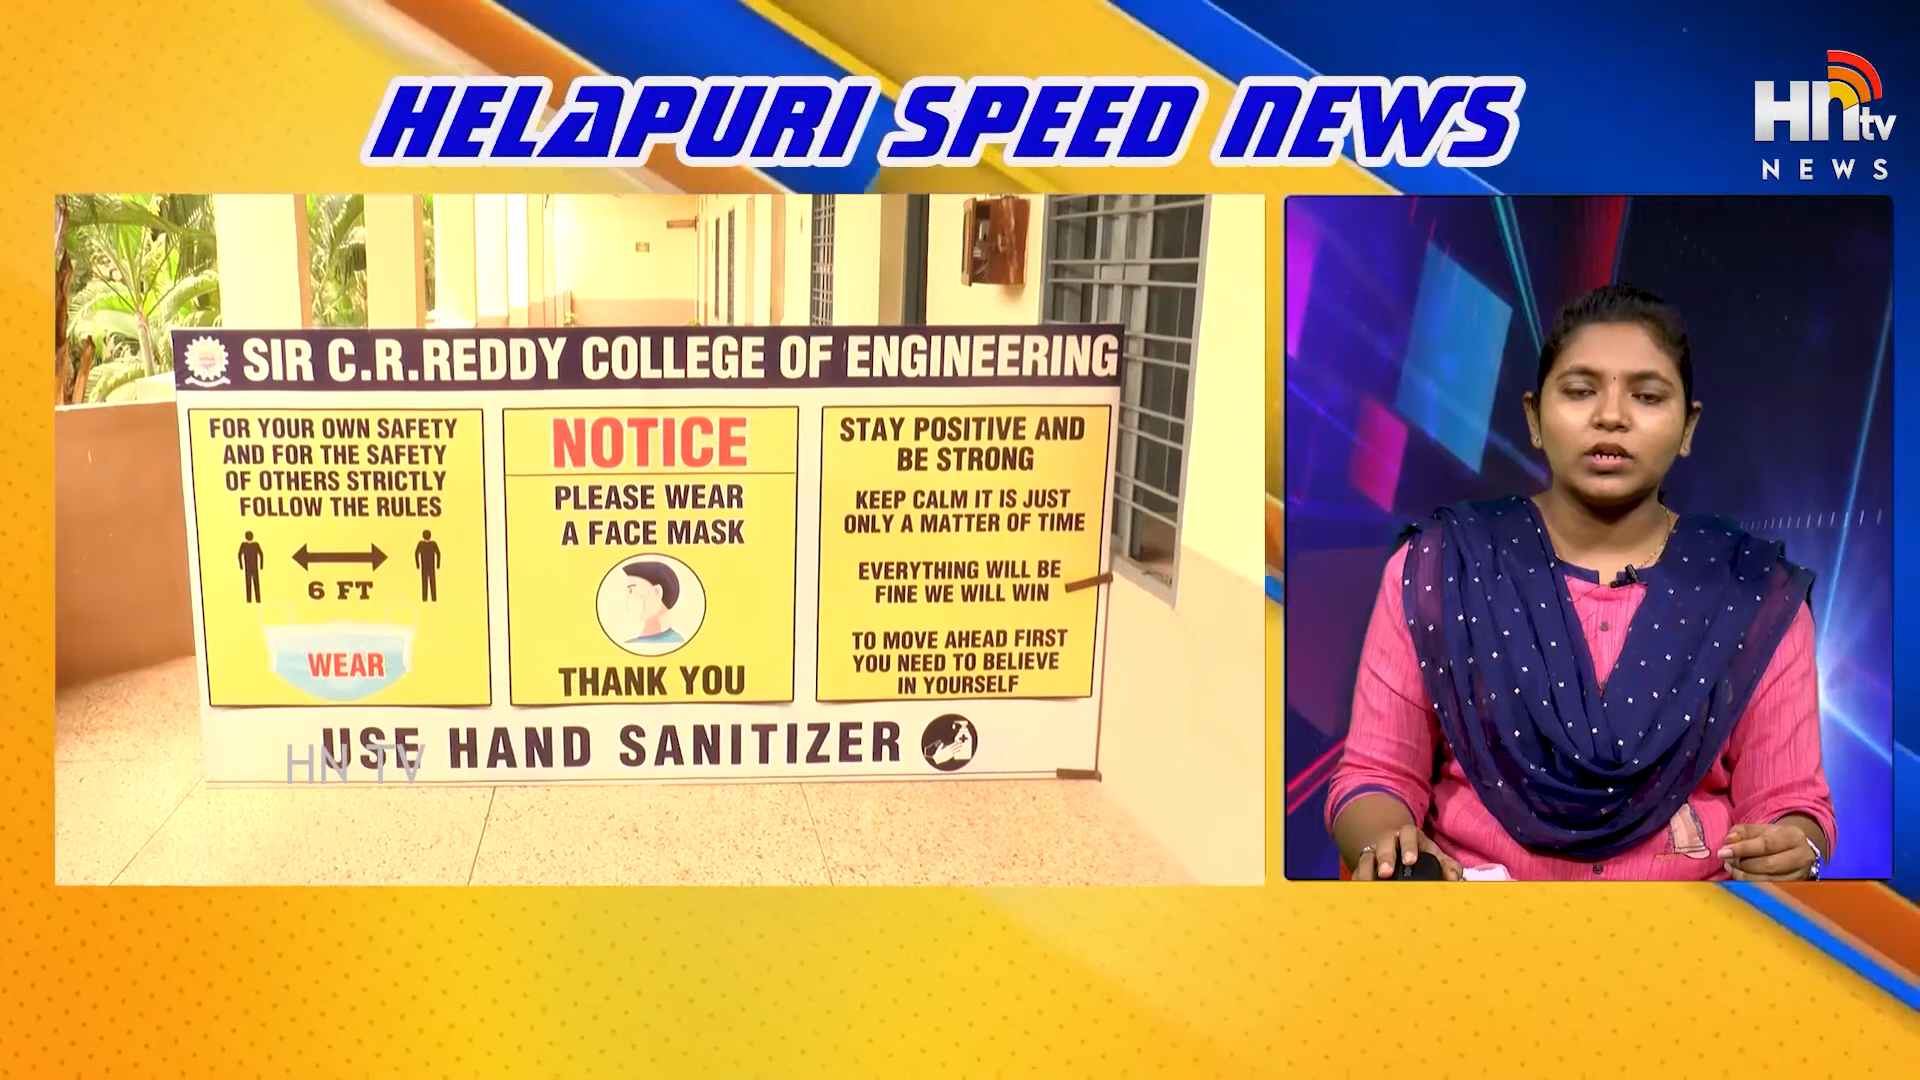 HELAPURI SPEED NEWS
HN tv
NEWS
SIR C.R.REDDY COLLEGE OF ENGINEERING
FOR YOUR OWN SAFETY
AND FOR THE SAFETY
OF OTHERS STRICTLY
FOLLOW THE RULES
6 FT
WEAR
NOTICE
PLEASE WEAR
A FACE MASK
THANK YOU
STAY POSITIVE AND
BE STRONG
KEEP CALM IT IS JUST
ONLY A MATTER OF TIME
EVERYTHING WILL BE
FINE WE WILL WIN
TO MOVE AHEAD FIRST
YOU NEED TO BELIEVE
IN YOURSELF
USE HAND SANITIZER
HN TV